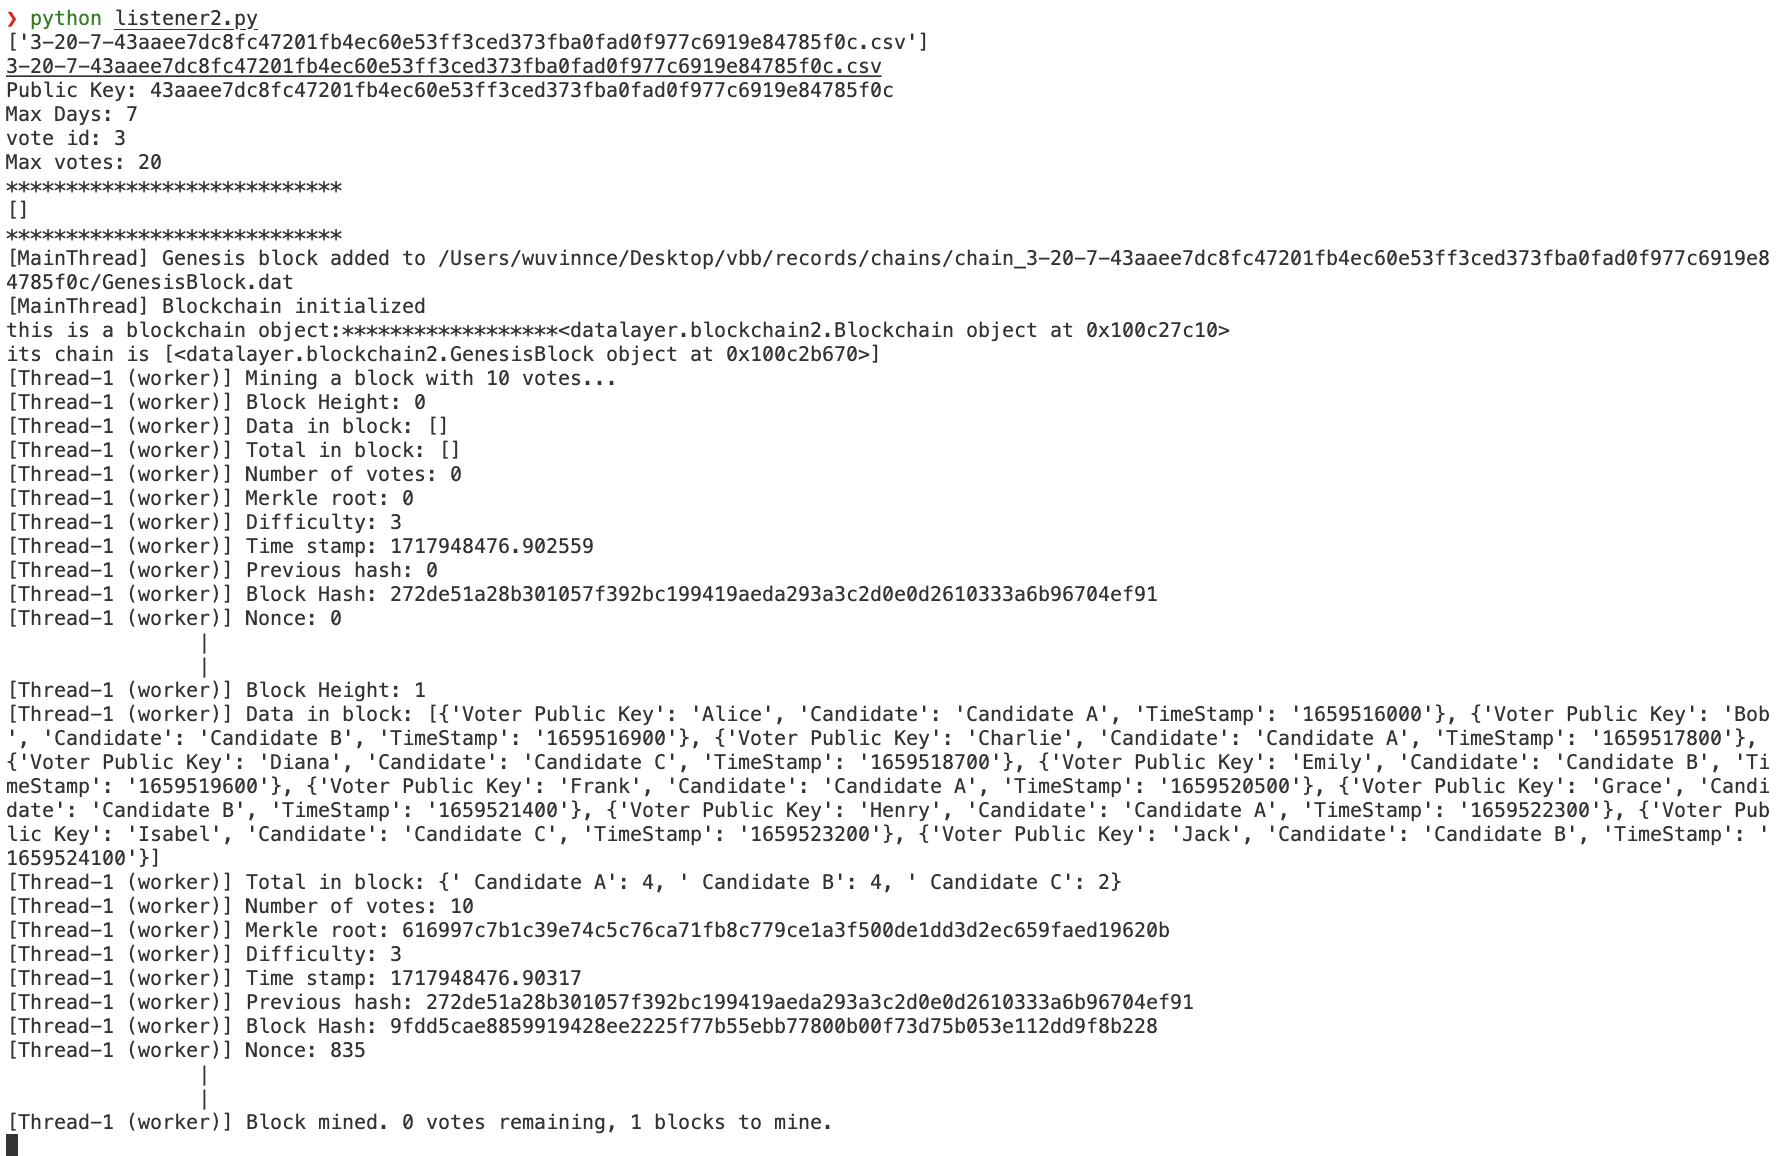 ❯ python listener2.py
['3-20-7-43aaee7dc8fc47201fb4ec60e53ff3ced373fba0fad0f977c6919e84785f0c.csv']
3-20-7-43aaee7dc8fc47201fb4ec60e53ff3ced373fba0fad0f977c6919e84785f0c.csv
Public Key: 43aaee7dc8fc47201fb4ec60e53ff3ced373fba0fad0f977c6919e84785f0c
Max Days: 7
vote id: 3
Max votes: 20
****************************
[]
****************************
[MainThread] Genesis block added to /Users/wuvinnce/Desktop/vbb/records/chains/chain_3-20-7-43aaee7dc8fc47201fb4ec60e53ff3ced373fba0fad0f977c6919e8
4785f0c/GenesisBlock.dat
[MainThread] Blockchain initialized
this is a blockchain object:******************<datalayer.blockchain2.Blockchain object at 0x100c27c10>
its chain is [<datalayer.blockchain2.GenesisBlock object at 0x100c2b670>]
[Thread-1 (worker)] Mining a block with 10 votes...
[Thread-1 (worker)] Block Height: 0
[Thread-1 (worker)] Data in block: []
[Thread-1 (worker)] Total in block: []
[Thread-1 (worker)] Number of votes: 0
[Thread-1 (worker)] Merkle root: 0
[Thread-1 (worker)] Difficulty: 3
[Thread-1 (worker)] Time stamp: 1717948476.902559
[Thread-1 (worker)] Previous hash: 0
[Thread-1 (worker)] Block Hash: 272de51a28b301057f392bc199419aeda293a3c2d0e0d2610333a6b96704ef91
[Thread-1 (worker)] Nonce: 0
|
|
[Thread-1 (worker)] Block Height: 1
[Thread-1 (worker)] Data in block: [{'Voter Public Key': 'Alice', 'Candidate': 'Candidate A', 'TimeStamp': '1659516000'}, {'Voter Public Key': 'Bob
', 'Candidate': 'Candidate B', 'TimeStamp': '1659516900'}, {'Voter Public Key': 'Charlie', 'Candidate': 'Candidate A', 'TimeStamp': '1659517800'},
{'Voter Public Key': 'Diana', 'Candidate': 'Candidate C', 'TimeStamp': '1659518700'}, {'Voter Public Key': 'Emily', 'Candidate': 'Candidate B', 'Ti
meStamp': '1659519600'}, {'Voter Public Key': 'Frank', 'Candidate': 'Candidate A', 'TimeStamp': '1659520500'}, {'Voter Public Key': 'Grace', 'Candi
date': 'Candidate B', 'TimeStamp': '1659521400'}, {'Voter Public Key': 'Henry', 'Candidate': 'Candidate A', 'TimeStamp': '1659522300'}, {'Voter Pub
lic Key': 'Isabel', 'Candidate': 'Candidate C', 'TimeStamp': '1659523200'}, {'Voter Public Key': 'Jack', 'Candidate': 'Candidate B', 'TimeStamp': '
1659524100'}]
[Thread-1 (worker)] Total in block: {' Candidate A': 4, ' Candidate B': 4, ' Candidate C': 2}
[Thread-1 (worker)] Number of votes: 10
[Thread-1 (worker)] Merkle root: 616997c7b1c39e74c5c76ca71fb8c779ce1a3f500de1dd3d2ec659faed19620b
[Thread-1 (worker)] Difficulty: 3
[Thread-1 (worker)] Time stamp: 1717948476.90317
[Thread-1 (worker)] Previous hash: 272de51a28b301057f392bc199419aeda293a3c2d0e0d2610333a6b96704ef91
[Thread-1 (worker)] Block Hash: 9fdd5cae8859919428ee2225f77b55ebb77800b00f73d75b053e112dd9f8b228
[Thread-1 (worker)] Nonce: 835
|
|
[Thread-1 (worker)] Block mined. 0 votes remaining, 1 blocks to mine.